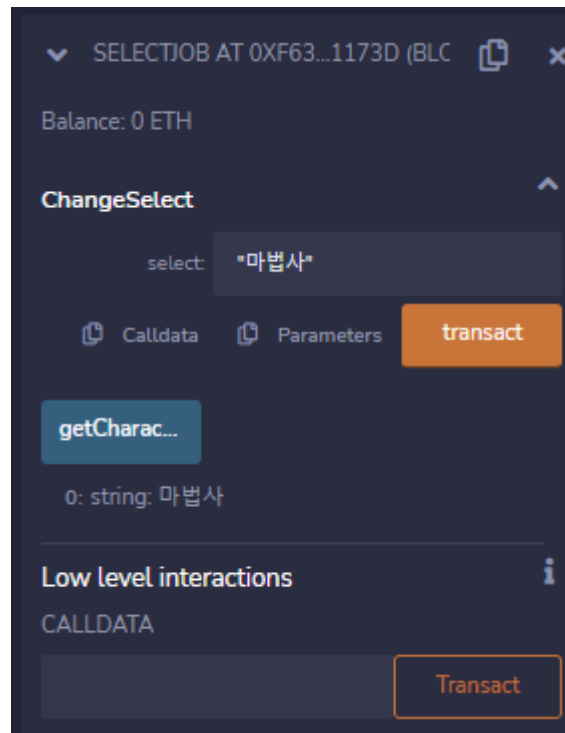 SELECTJOB AT 0XF63...1173D (BLC
Balance: 0 ETH
ChangeSelect
select: "마법사"
Calldata Parameters transact
getCharac...
0: string: 마법사
Low level interactions
CALLDATA
Transact